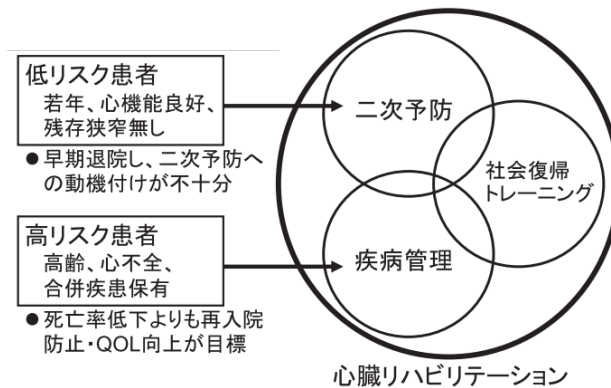 低リスク患者
若年、心機能良好、
残存狭窄無し
●早期退院し、二次予防へ
の動機付けが不十分
高リスク患者
高齢、心不全、
合併疾患保有
●死亡率低下よりも再入院
防止・QOL向上が目標
二次予防
社会復帰
トレーニング
疾病管理
心臓リハビリテーション